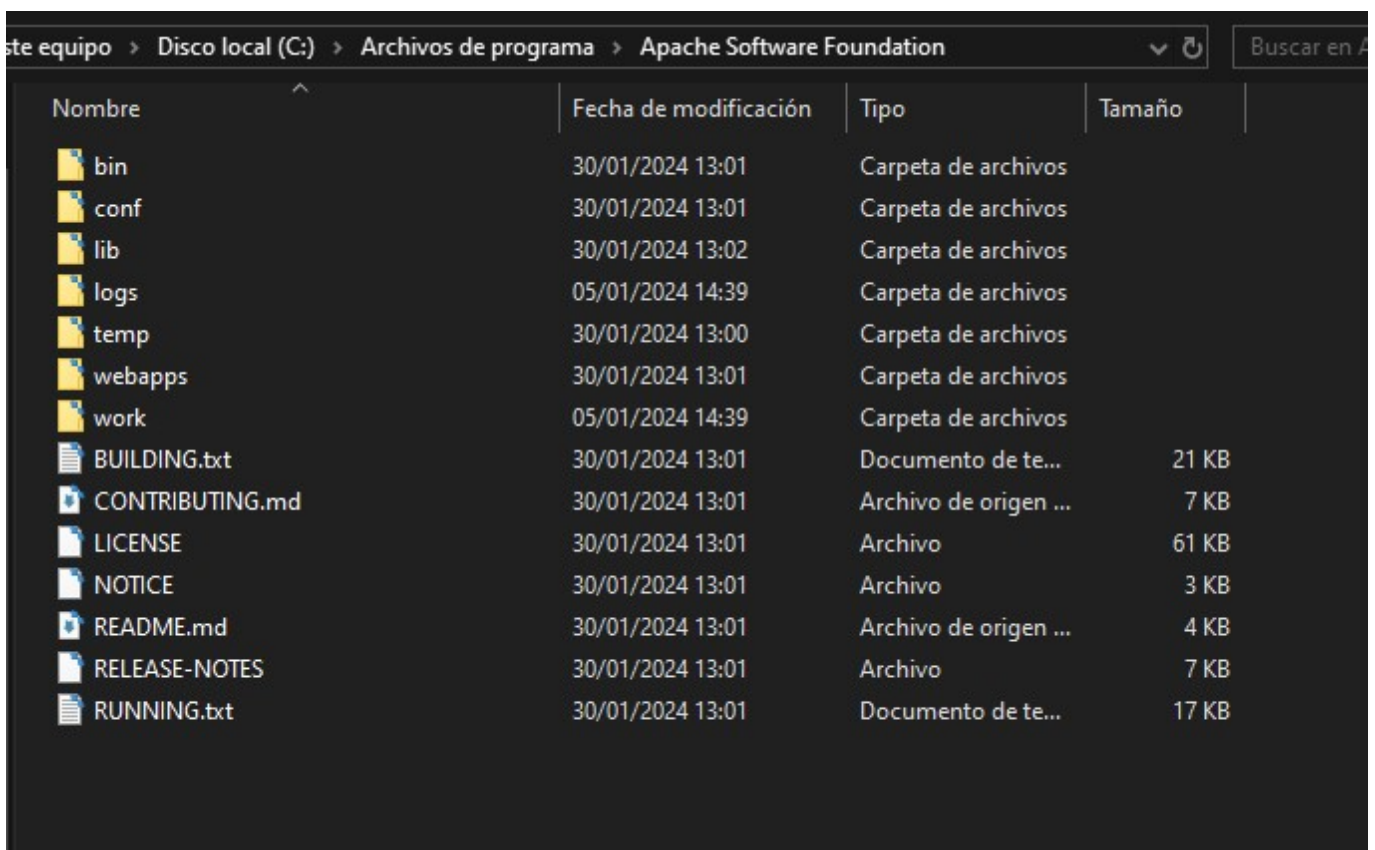 ste equipo > Disco local (C:) > Archivos de programa > Apache Software Foundation Buscar en A
Nombre Fecha de modificación Tipo Tamaño
bin 30/01/2024 13:01 Carpeta de archivos
conf 30/01/2024 13:01 Carpeta de archivos
lib 30/01/2024 13:02 Carpeta de archivos
logs 05/01/2024 14:39 Carpeta de archivos
temp 30/01/2024 13:00 Carpeta de archivos
webapps 30/01/2024 13:01 Carpeta de archivos
work 05/01/2024 14:39 Carpeta de archivos
BUILDING.txt 30/01/2024 13:01 Documento de te... 21 KB
CONTRIBUTING.md 30/01/2024 13:01 Archivo de origen ... 7 KB
LICENSE 30/01/2024 13:01 Archivo 61 KB
NOTICE 30/01/2024 13:01 Archivo 3 KB
README.md 30/01/2024 13:01 Archivo de origen ... 4 KB
RELEASE-NOTES 30/01/2024 13:01 Archivo 7 KB
RUNNING.txt 30/01/2024 13:01 Documento de te... 17 KB